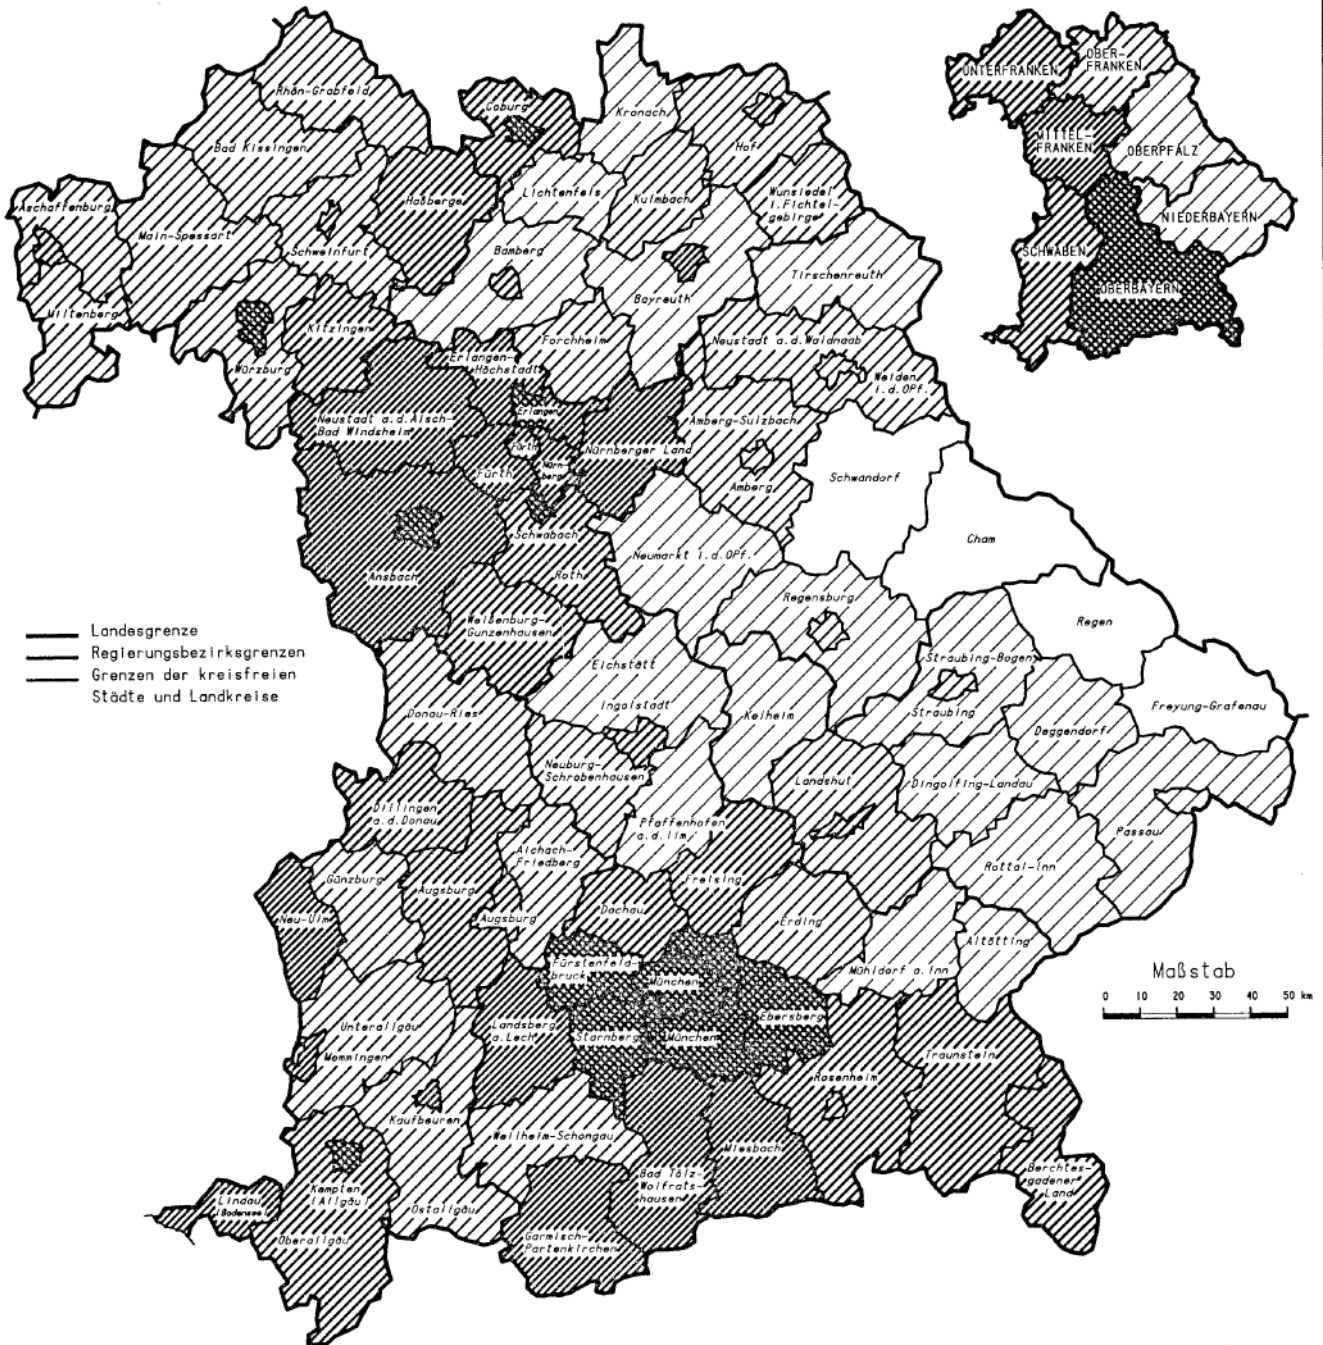 Rhön-Grabfeld
Coburg
Kronach
Hof
Bad Kissingen
Lichtenfels
Kulmbach
Wunsiedel
i.Fichtel-
gebirge
Haßberge
Aschaffenburg
Main-Spessart
Schweinfurt
Bamberg
Tirschenreuth
Bayreuth
Miltenberg
Kitzingen
Forchheim
Neustadt a.d.Waldnaab
Würzburg
Erlangen-
Höchstadt
Weiden
i.d.OPf.
Erlangen
Neustadt a.d.Aisch-
Bad Windsheim
Amberg-Sulzbach
Fürth
Nürnberger Land
Fürth
Nürn-
berg
Amberg
Schwandorf
Schwabach
Cham
Neumarkt i.d.OPf.
Ansbach
Roth
Regensburg
Weißenburg-
Gunzenhausen
Regen
Eichstätt
Straubing-Bogen
Ingolstadt
Kelheim
Straubing
Freyung-Grafenau
Donau-Ries
Deggendorf
Neuburg-
Schrobenhausen
Landshut
Dingolfing-Landau
Dillingen
a.d.Donau
Pfaffenhofen
a.d.Ilm
Passau
Aichach-
Friedberg
Rottal-Inn
Günzburg
Augsburg
Freising
Neu-Ulm
Augsburg
Dachau
Erding
Altötting
Fürstenfeld-
bruck
München
Mühldorf a.Inn
Unterallgäu
Landsberg
a.Lech
Starnberg
München
Ebersberg
Memmingen
Traunstein
Rosenheim
Kaufbeuren
Weilheim-Schongau
Miesbach
Bad Tölz-
Wolfrats-
hausen
Berchtes-
gadener
Land
Kempten
(Allgäu)
Lindau
(Bodensee)
Ostallgäu
Oberallgäu
Garmisch-
Partenkirchen
UNTERFRANKEN
OBER-
FRANKEN
MITTEL-
FRANKEN
OBERPFALZ
NIEDERBAYERN
SCHWABEN
OBERBAYERN
Landesgrenze
Regierungsbezirksgrenzen
Grenzen der kreisfreien
Städte und Landkreise
Maßstab
0 10 20 30 40 50 km